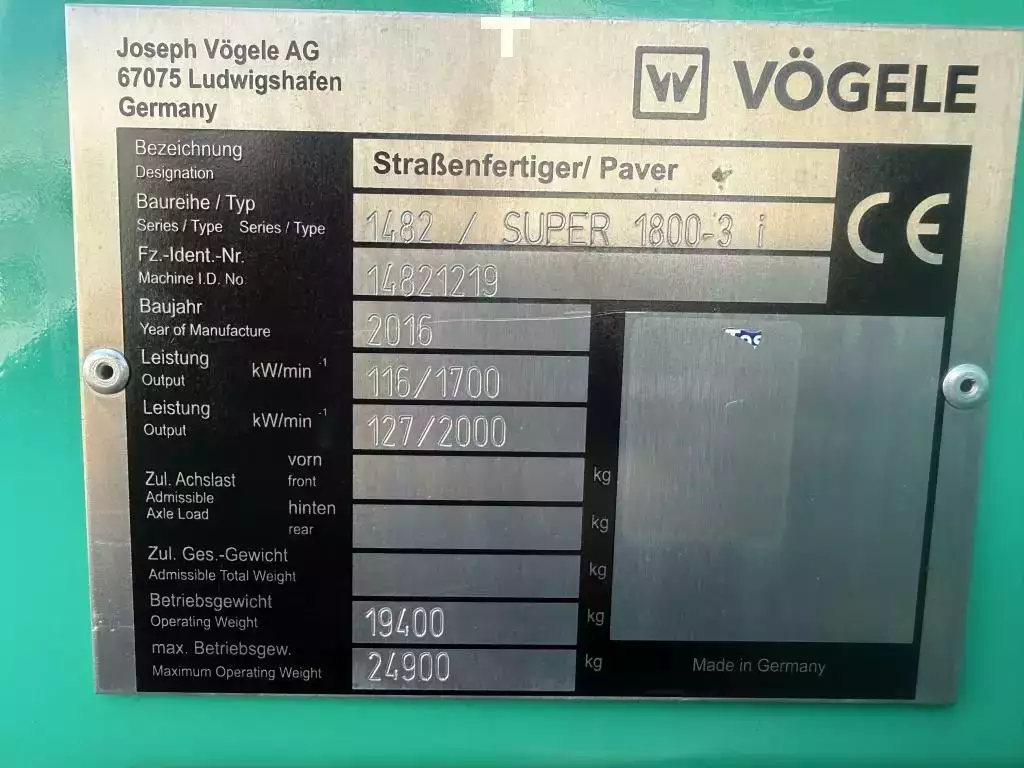 Joseph Vögele AG
67075 Ludwigshafen
Germany
VÖGELE
Bezeichnung
Designation
Straßenfertiger/ Paver
Baureihe / Typ
Series / Type Series / Type
1482 / SUPER 1800-3 i
CE
Fz.-Ident.-Nr.
Machine I.D. No
14821219
Baujahr
Year of Manufacture
2016
Leistung
Output
kW/min -1
116/1700
Leistung
Output
kW/min -1
127/2000
Zul. Achslast
Admissible
Axle Load
vorn
front
kg
hinten
rear
kg
Zul. Ges.-Gewicht
Admissible Total Weight
kg
Betriebsgewicht
Operating Weight
19400 kg
max. Betriebsgew.
Maximum Operating Weight
24900 kg
Made in Germany